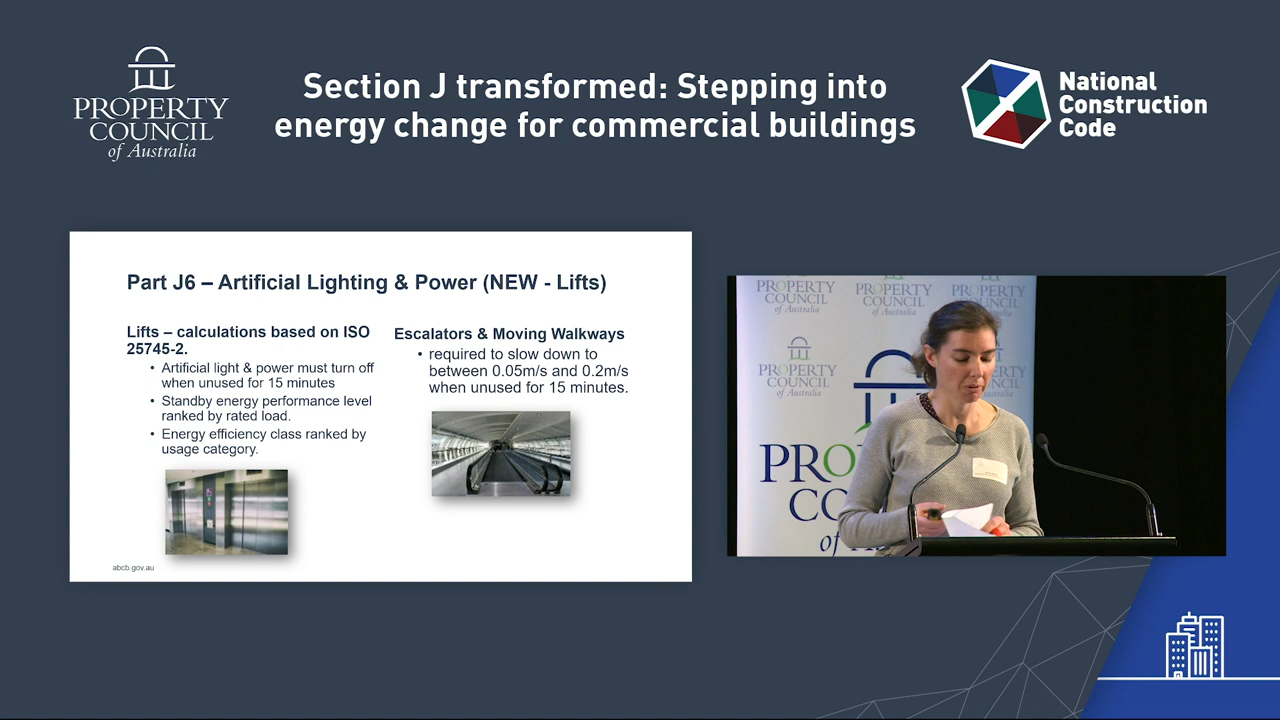 PROPERTY
COUNCIL
of Australia
Section J transformed: Stepping into
energy change for commercial buildings
National
Construction
Code
Part J6 – Artificial Lighting & Power (NEW - Lifts)
Lifts – calculations based on ISO
25745-2.
• Artificial light & power must turn off
when unused for 15 minutes
• Standby energy performance level
ranked by rated load.
• Energy efficiency class ranked by
usage category.
Escalators & Moving Walkways
• required to slow down to
between 0.05m/s and 0.2m/s
when unused for 15 minutes.
abcb.gov.au
PROPERTY
COUNCIL
of Australia
PROPERTY
COUNCIL
of Australia
PROPERTY
COUNCIL
of Australia
PROPERTY
COUNCIL
of Australia
PRO
CO
of